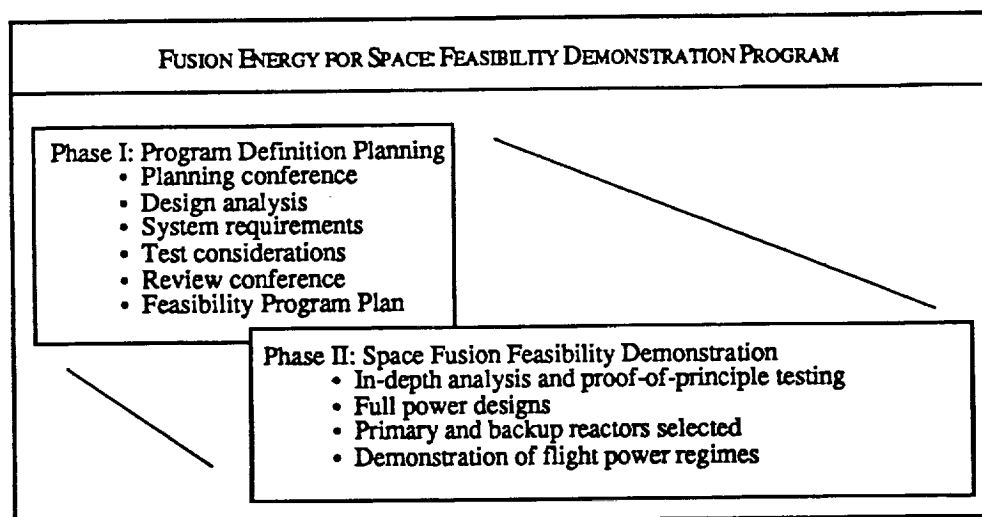 FUSION ENERGY FOR SPACE: FEASIBILITY DEMONSTRATION PROGRAM
Phase I: Program Definition Planning
• Planning conference
• Design analysis
• System requirements
• Test considerations
• Review conference
• Feasibility Program Plan
Phase II: Space Fusion Feasibility Demonstration
• In-depth analysis and proof-of-principle testing
• Full power designs
• Primary and backup reactors selected
• Demonstration of flight power regimes